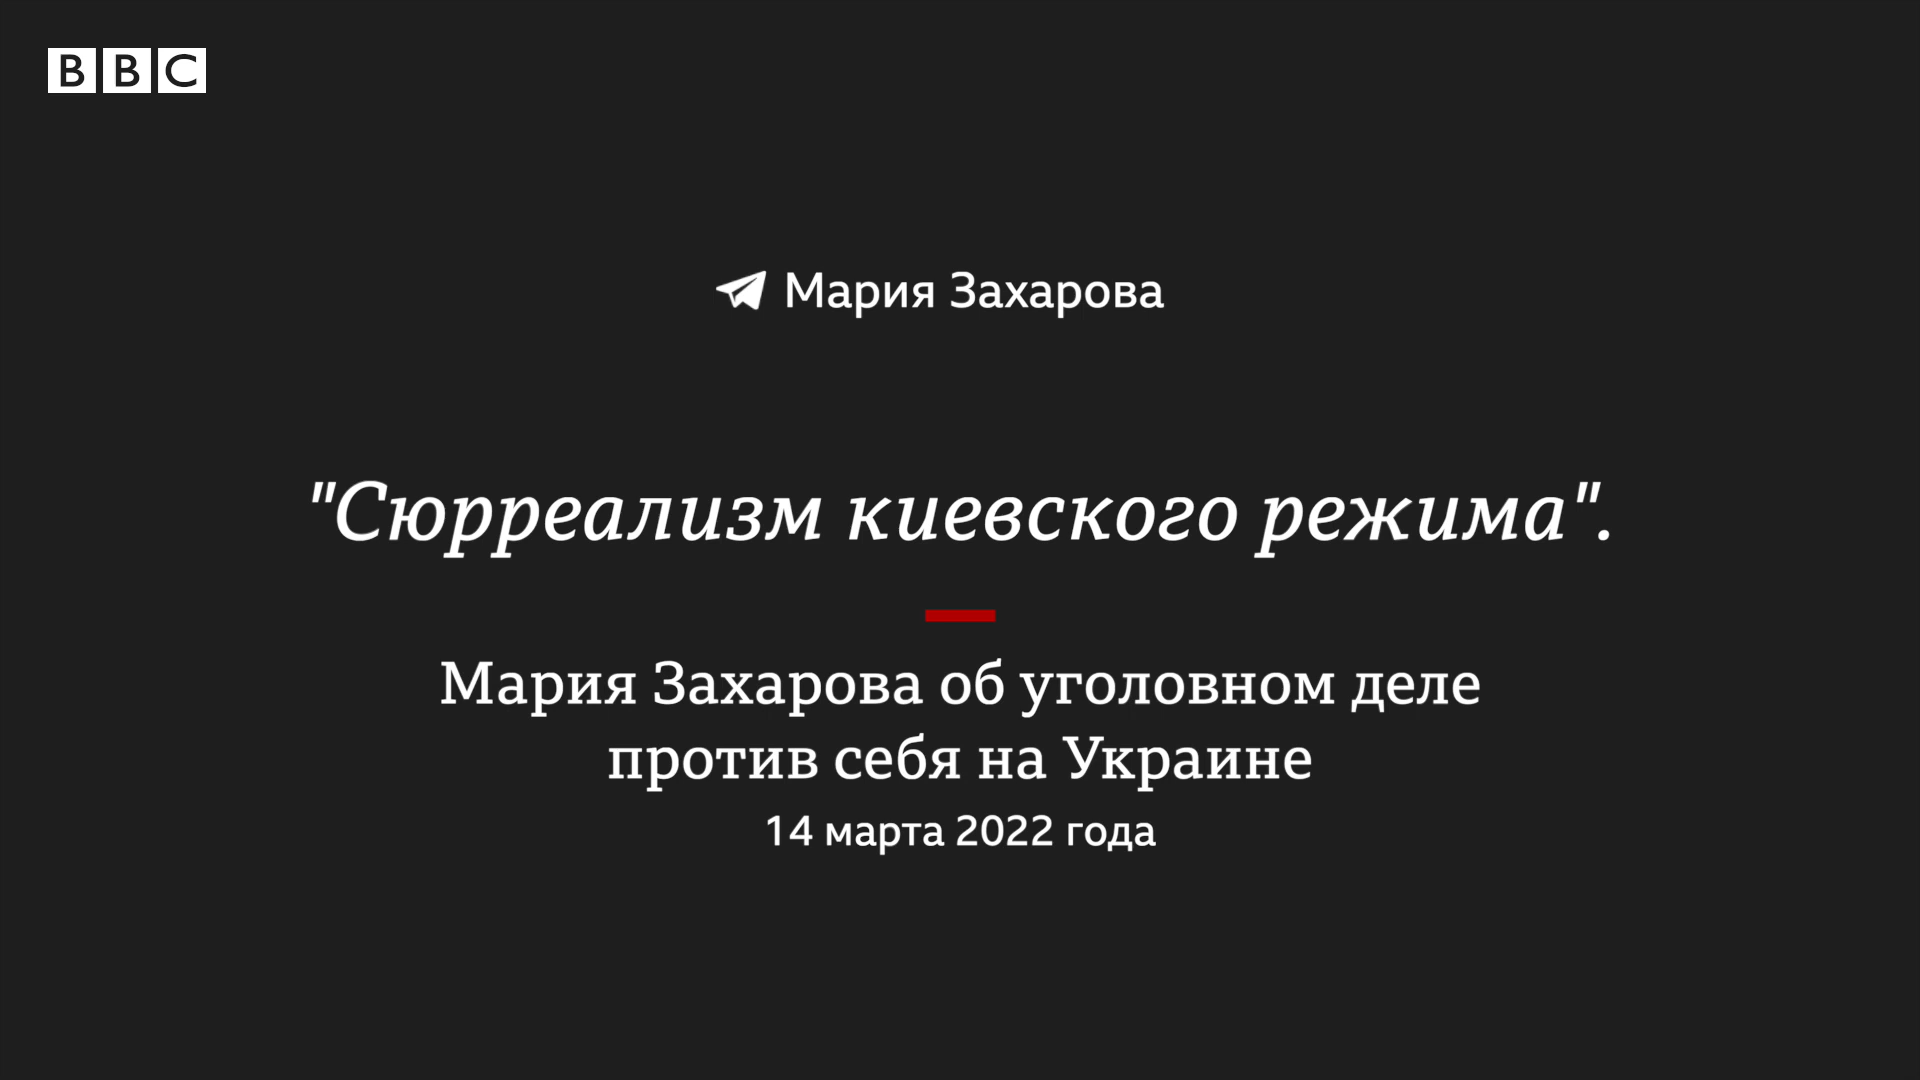 BBC
Мария Захарова
"Сюрреализм киевского режима".
Мария Захарова об уголовном деле
против себя на Украине
14 марта 2022 года